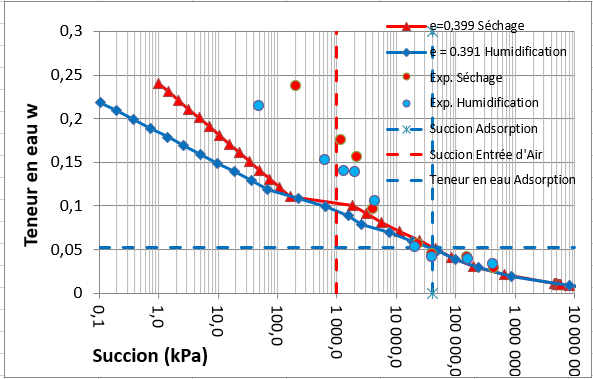 0,3
0,25
0,2
0,15
0,1
0,05
0
Teneur en eau w
0,1
1,0
10,0
100,0
1 000,0
10 000,0
100 000,0
1 000 000,0
10 000 00
Succion (kPa)
e=0,399 Séchage
e = 0.391 Humidification
Exp. Séchage
Exp. Humidification
Succion Adsorption
Succion Entrée d'Air
Teneur en eau Adsorption